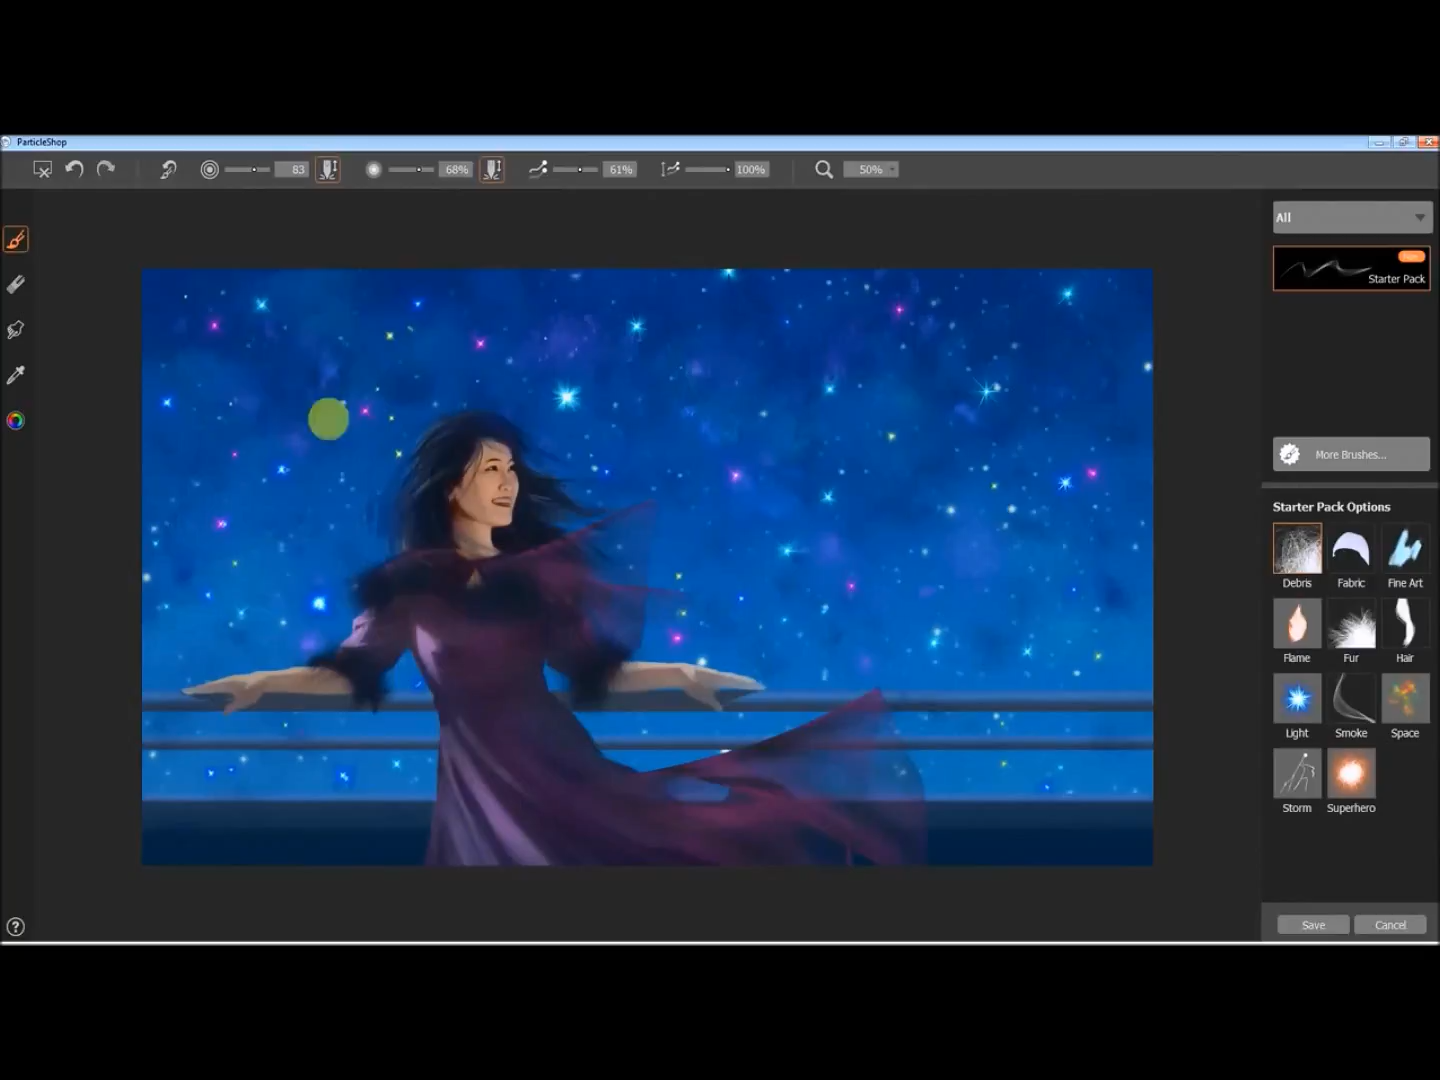 ParticleShop
83
68%
61%
100%
50%
All
Starter Pack
More Brushes...
Starter Pack Options
Debris
Fabric
Fine Art
Flame
Fur
Hair
Light
Smoke
Space
Storm
Superhero
?
Save
Cancel